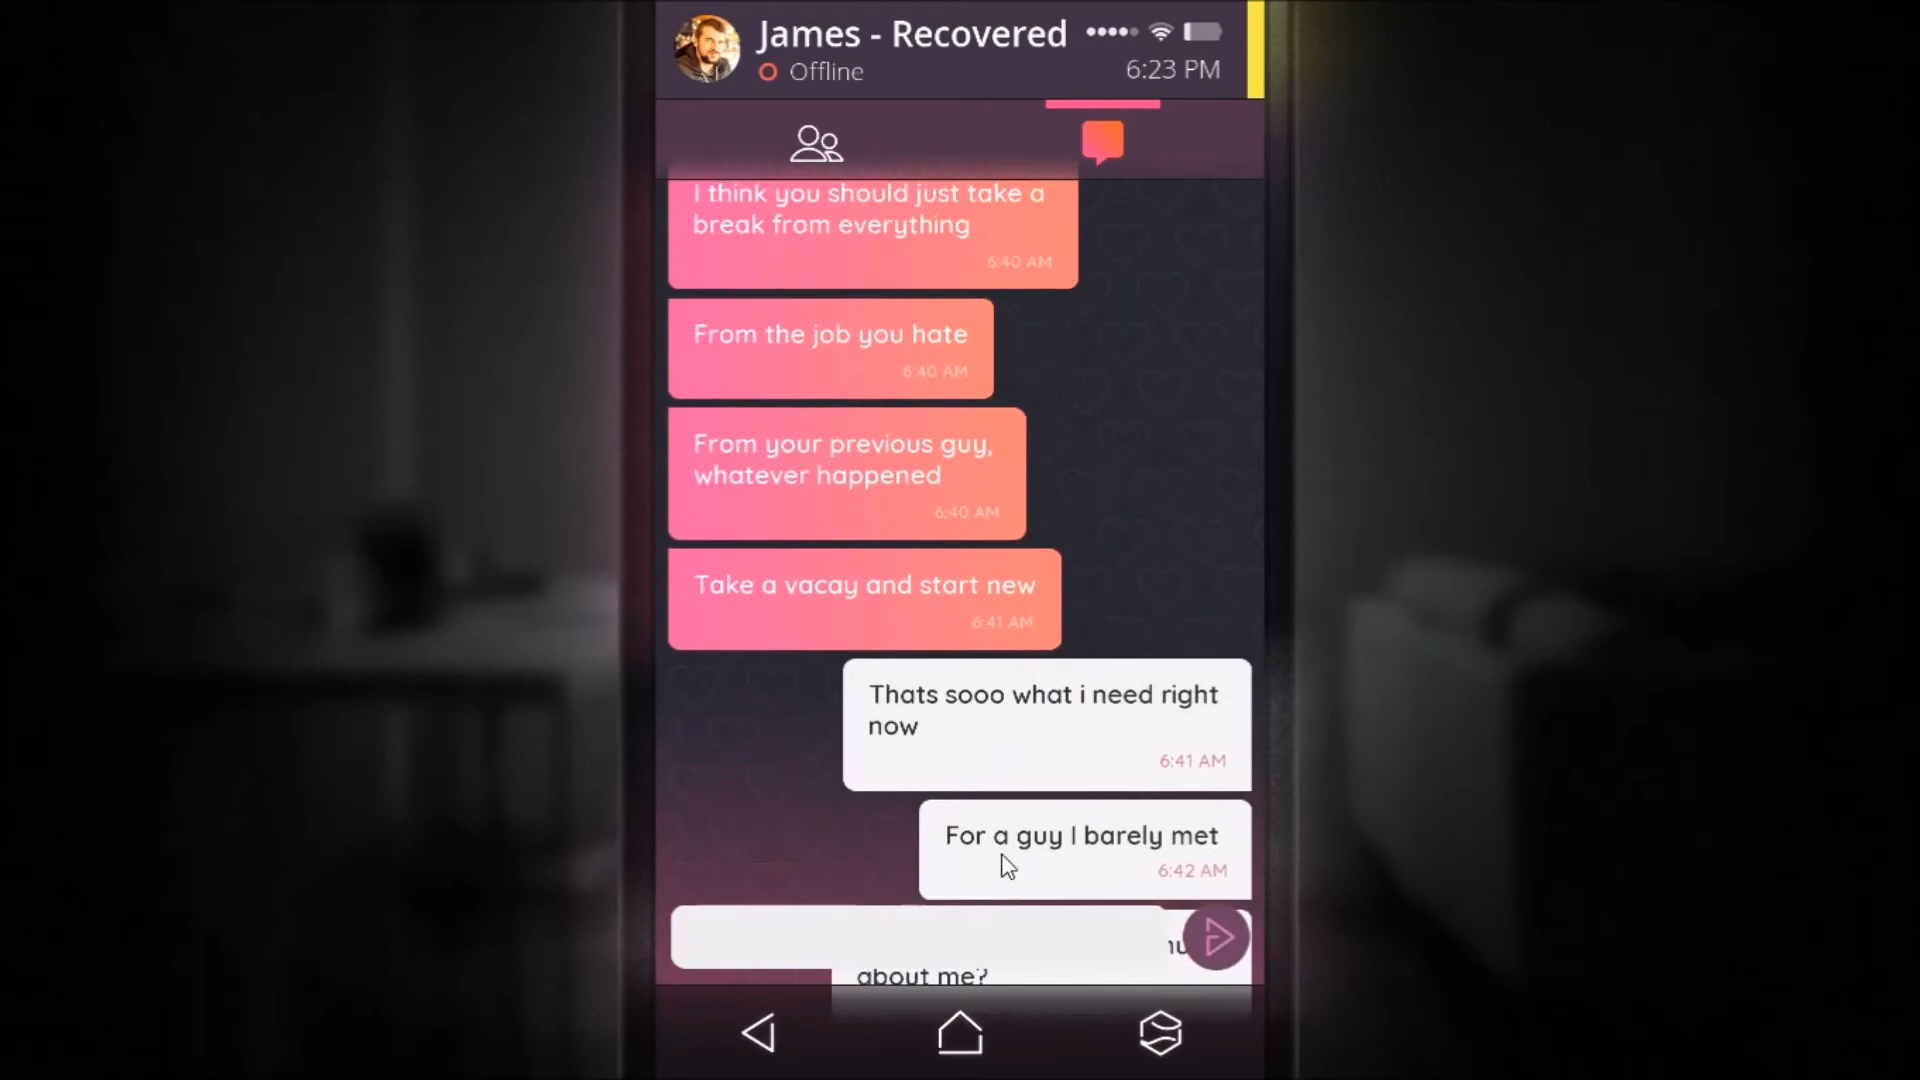 James - Recovered
Offline
6:23 PM
I think you should just take a
break from everything
6:40 AM
From the job you hate
6:40 AM
From your previous guy,
whatever happened
6:40 AM
Take a vacay and start new
6:41 AM
Thats sooo what i need right
now
6:41 AM
For a guy I barely met
6:42 AM
about me?